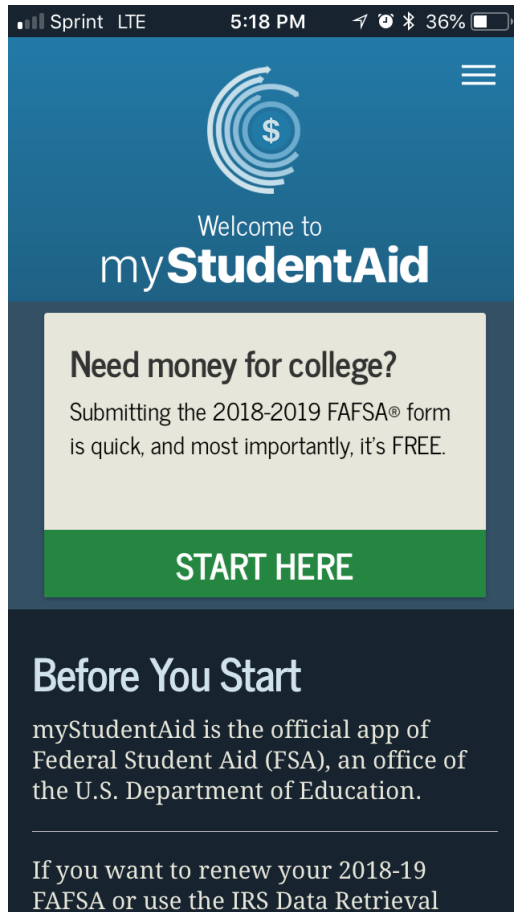 Sprint LTE 5:18 PM 36%
$
Welcome to
myStudentAid
Need money for college?
Submitting the 2018-2019 FAFSA® form
is quick, and most importantly, it's FREE.
START HERE
Before You Start
myStudentAid is the official app of
Federal Student Aid (FSA), an office of
the U.S. Department of Education.
If you want to renew your 2018-19
FAFSA or use the IRS Data Retrieval